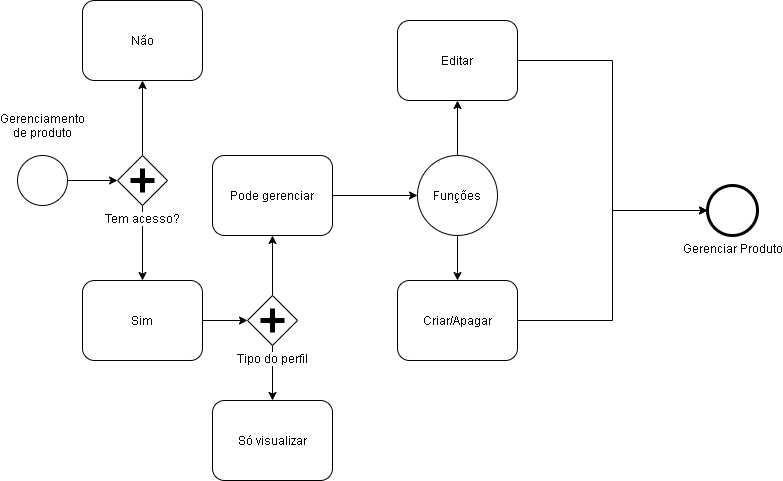 Não
Gerenciamento
de produto
Tem acesso?
Sim
Pode gerenciar
Tipo do perfil
Só visualizar
Editar
Funções
Criar/Apagar
Gerenciar Produto